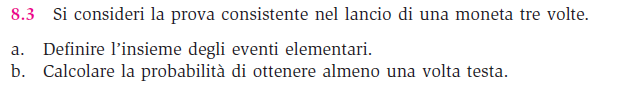 8.3 Si consideri la prova consistente nel lancio di una moneta tre volte.
a. Definire l'insieme degli eventi elementari.
b. Calcolare la probabilità di ottenere almeno una volta testa.